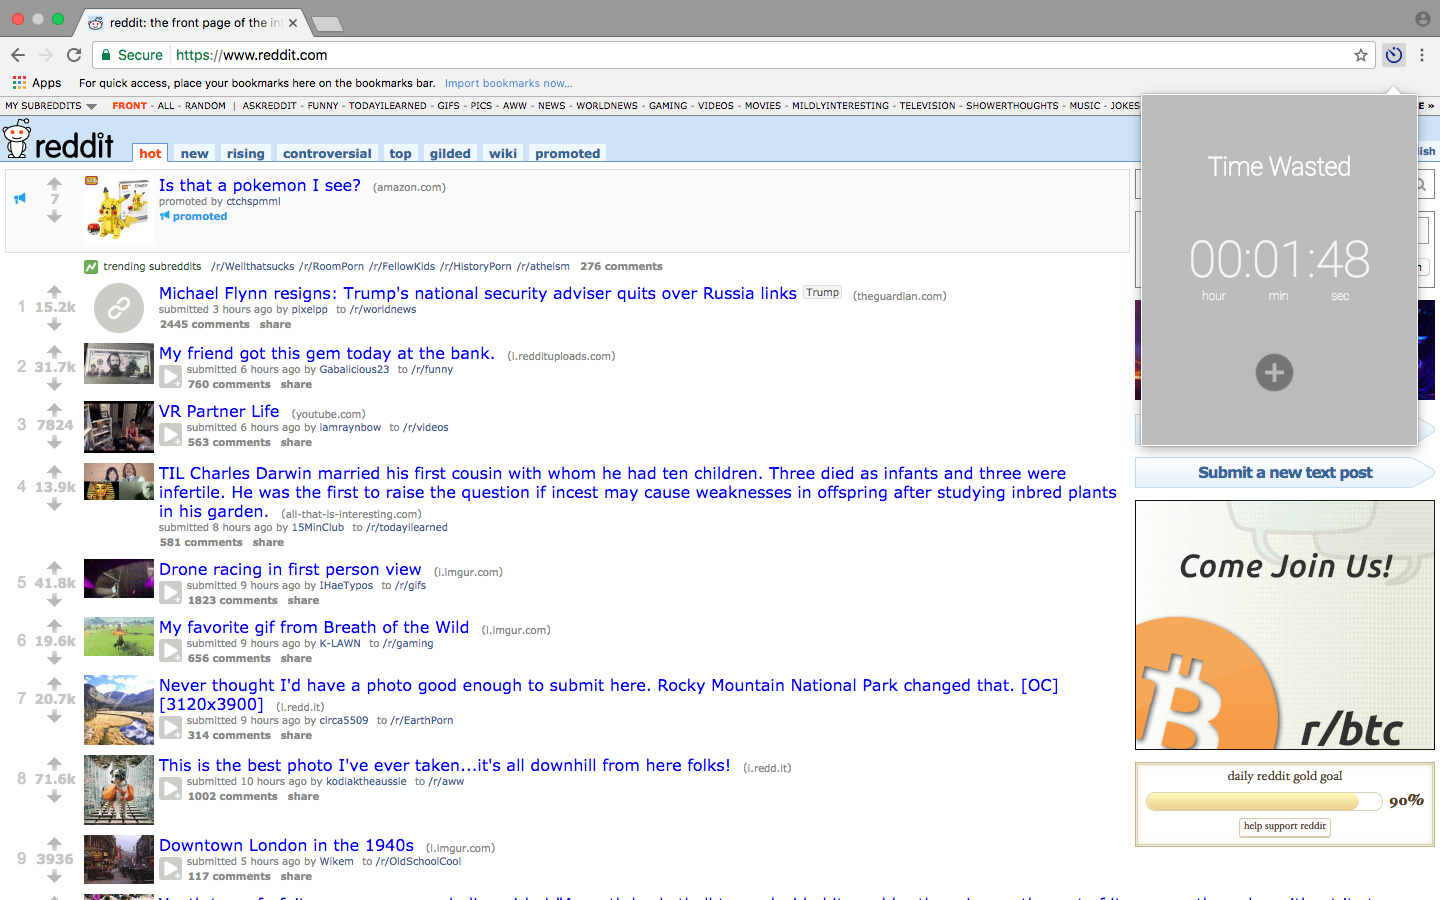 reddit: the front page of the in
Secure https://www.reddit.com
Apps For quick access, place your bookmarks here on the bookmarks bar. Import bookmarks now...
MY SUBREDDITS FRONT - ALL - RANDOM | ASKREDDIT - FUNNY - TODAYILEARNED - GIFS - PICS - AWW - NEWS - WORLDNEWS - GAMING - VIDEOS - MOVIES - MILDLYINTERESTING - TELEVISION - SHOWERTHOUGHTS - MUSIC - JOKES
E »
reddit hot new rising controversial top gilded wiki promoted
lish
7
Is that a pokemon I see? (amazon.com)
promoted by ctchspmml
promoted
trending subreddits /r/Wellthatsucks /r/RoomPorn /r/FellowKids /r/HistoryPorn /r/atheism 276 comments
1 15.2k
Michael Flynn resigns: Trump's national security adviser quits over Russia links Trump (theguardian.com)
submitted 3 hours ago by pixelpp to /r/worldnews
2445 comments share
2 31.7k
My friend got this gem today at the bank. (i.reddituploads.com)
submitted 6 hours ago by Gabalicious23 to /r/funny
760 comments share
3 7824
VR Partner Life (youtube.com)
submitted 6 hours ago by iamraynbow to /r/videos
563 comments share
4 13.9k
TIL Charles Darwin married his first cousin with whom he had ten children. Three died as infants and three were
infertile. He was the first to raise the question if incest may cause weaknesses in offspring after studying inbred plants
in his garden. (all-that-is-interesting.com)
submitted 8 hours ago by 15MinClub to /r/todayilearned
581 comments share
5 41.8k
Drone racing in first person view (i.imgur.com)
submitted 9 hours ago by IHaeTypos to /r/gifs
1823 comments share
6 19.6k
My favorite gif from Breath of the Wild (i.imgur.com)
submitted 9 hours ago by K-LAWN to /r/gaming
656 comments share
7 20.7k
Never thought I'd have a photo good enough to submit here. Rocky Mountain National Park changed that. [OC]
[3120x3900] (i.redd.it)
submitted 9 hours ago by circa5509 to /r/EarthPorn
314 comments share
8 71.6k
This is the best photo I've ever taken...it's all downhill from here folks! (i.redd.it)
submitted 10 hours ago by kodiaktheaussie to /r/aww
1002 comments share
9 3936
Downtown London in the 1940s (i.imgur.com)
submitted 5 hours ago by Wikem to /r/OldSchoolCool
117 comments share
Time Wasted
00:01:48
hour min sec
Submit a new text post
Come Join Us!
r/btc
daily reddit gold goal
90%
help support reddit